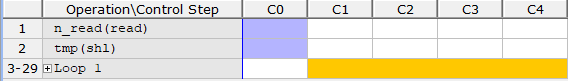 Operation\Control Step C0 C1 C2 C3 C4
1 n_read(read)
2 tmp(shl)
3-29 Loop 1